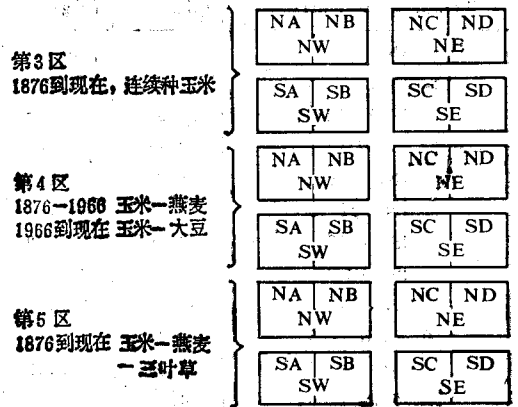 NA NB NC ND
NW NE
第3区
1876到现在，连续种玉米
SA SB SC SD
SW SE
NA NB NC ND
NW NE
第4区
1876－1966 玉米－燕麦
1966到现在 玉米－大豆
SA SB SC SD
SW SE
NA NB NC ND
NW NE
第5区
1876到现在 玉米－燕麦
－三叶草
SA SB SC SD
SW SE